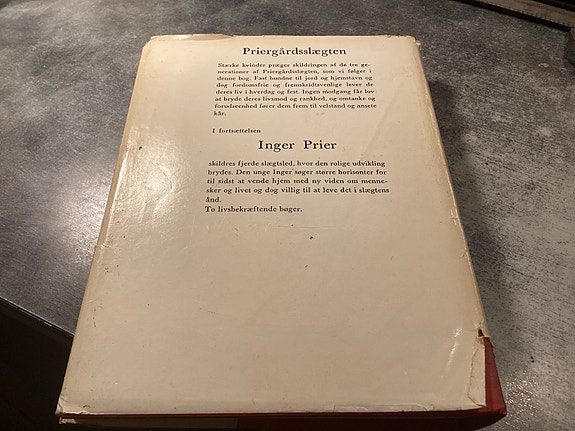 Priergårdsslægten
Stærke kvinder præger skildringen af de tre ge-
nerationer af Priergårdsslægten, som vi følger i
denne bog. Fast bundne til jord og hjemstavn og
dog fordomsfrie og fremskridtsvenlige lever de
deres liv i hverdag og fest. Ingen modgang får lov
at bryde deres livsmod og rankhed, og omtanke og
forudseenhed fører dem frem til velstand og ansete
kår.
I fortsættelsen
Inger Prier
skildres fjerde slægtsled, hvor den rolige udvikling
brydes. Den unge Inger søger større horisonter for
til sidst at vende hjem med ny viden om menne-
sker og livet og dog villig til at leve det i slægtens
ånd.
To livsbekræftende bøger.